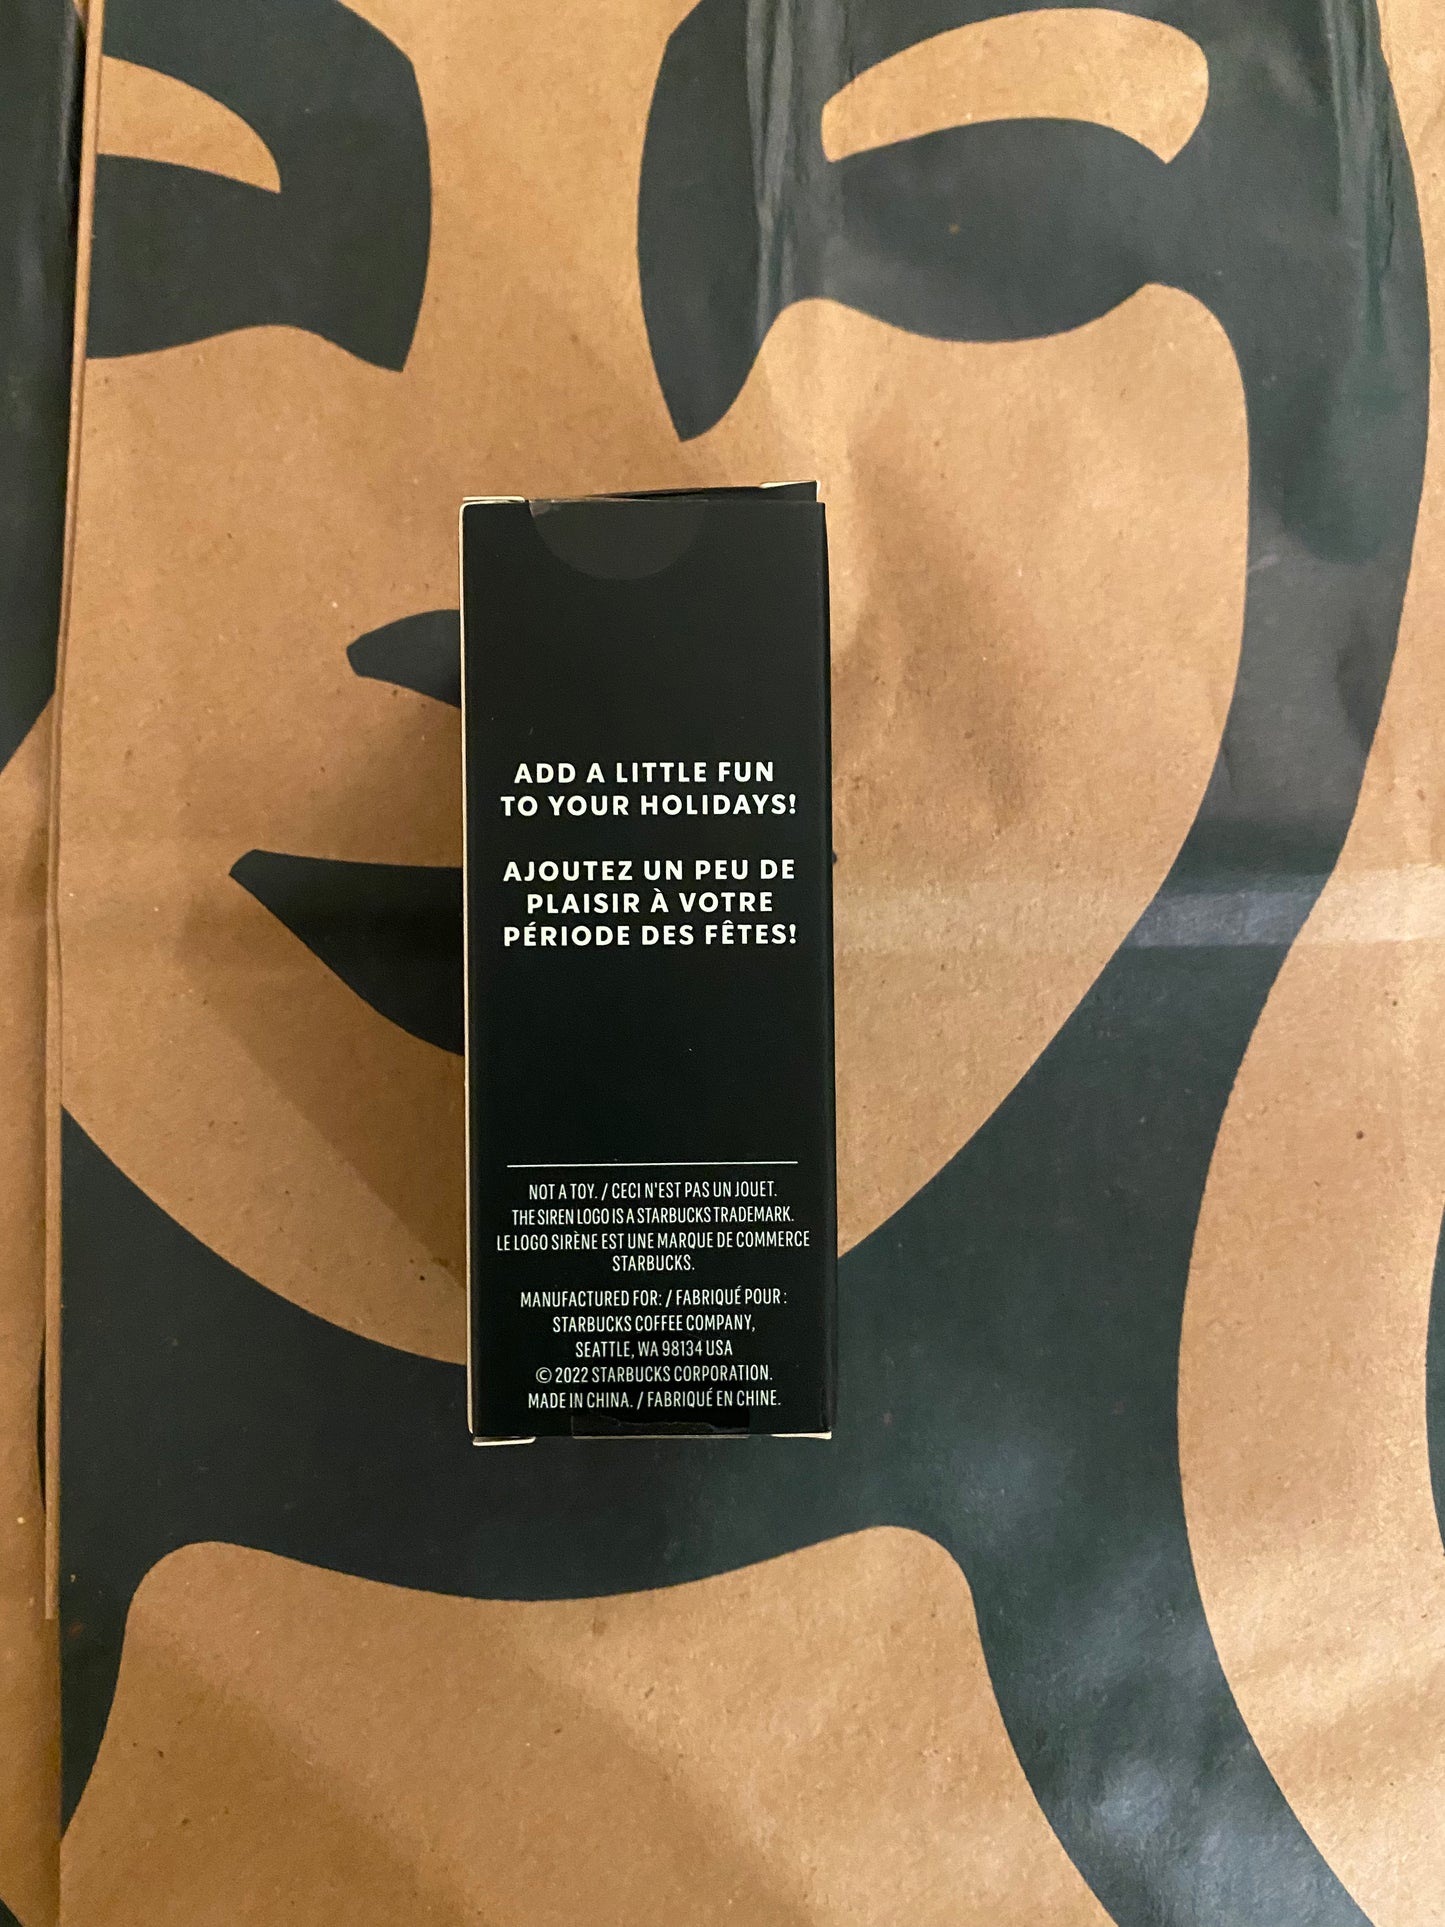 ADD A LITTLE FUN
TO YOUR HOLIDAYS!
AJOUTEZ UN PEU DE
PLAISIR À VOTRE
PÉRIODE DES FÊTES!
NOT A TOY. / CECI N'EST PAS UN JOUET.
THE SIREN LOGO IS A STARBUCKS TRADEMARK.
LE LOGO SIRÈNE EST UNE MARQUE DE COMMERCE
STARBUCKS.
MANUFACTURED FOR: / FABRIQUÉ POUR :
STARBUCKS COFFEE COMPANY,
SEATTLE, WA 98134 USA
© 2022 STARBUCKS CORPORATION.
MADE IN CHINA. / FABRIQUÉ EN CHINE.